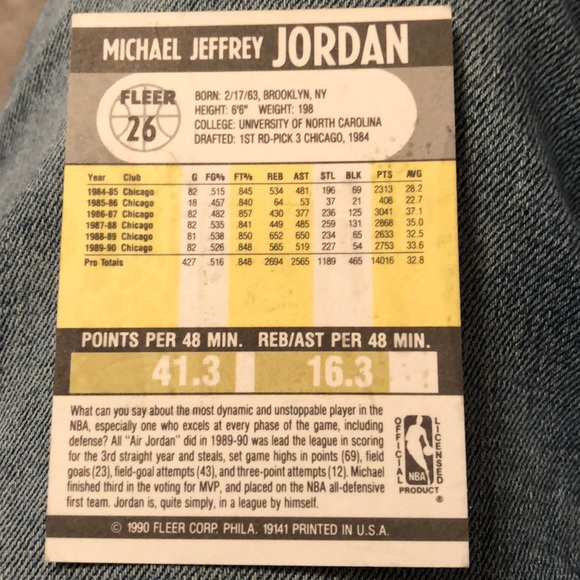 MICHAEL JEFFREY JORDAN
FLEER
26
BORN: 2/17/63, BROOKLYN, NY
HEIGHT: 6'6" WEIGHT: 198
COLLEGE: UNIVERSITY OF NORTH CAROLINA
DRAFTED: 1ST RD-PICK 3 CHICAGO, 1984
Year Club G FG% FT% REB AST STL BLK PTS AVG
1984-85 Chicago 82 .515 .845 534 481 196 69 2313 28.2
1985-86 Chicago 18 .457 .840 64 53 37 21 408 22.7
1986-87 Chicago 82 .482 .857 430 377 236 125 3041 37.1
1987-88 Chicago 82 .535 .841 449 485 259 131 2868 35.0
1988-89 Chicago 81 .538 .850 652 650 234 65 2633 32.5
1989-90 Chicago 82 .526 .848 565 519 227 54 2753 33.6
Pro Totals 427 .516 .848 2694 2565 1189 465 14016 32.8
POINTS PER 48 MIN. REB/AST PER 48 MIN.
41.3 16.3
What can you say about the most dynamic and unstoppable player in the
NBA, especially one who excels at every phase of the game, including
defense? All "Air Jordan" did in 1989-90 was lead the league in scoring
for the 3rd straight year and steals, set game highs in points (69), field
goals (23), field-goal attempts (43), and three-point attempts (12). Michael
finished third in the voting for MVP, and placed on the NBA all-defensive
first team. Jordan is, quite simply, in a league by himself.
OFFICIAL LICENSED
NBA
PRODUCT ®
© 1990 FLEER CORP. PHILA. 19141 PRINTED IN U.S.A.